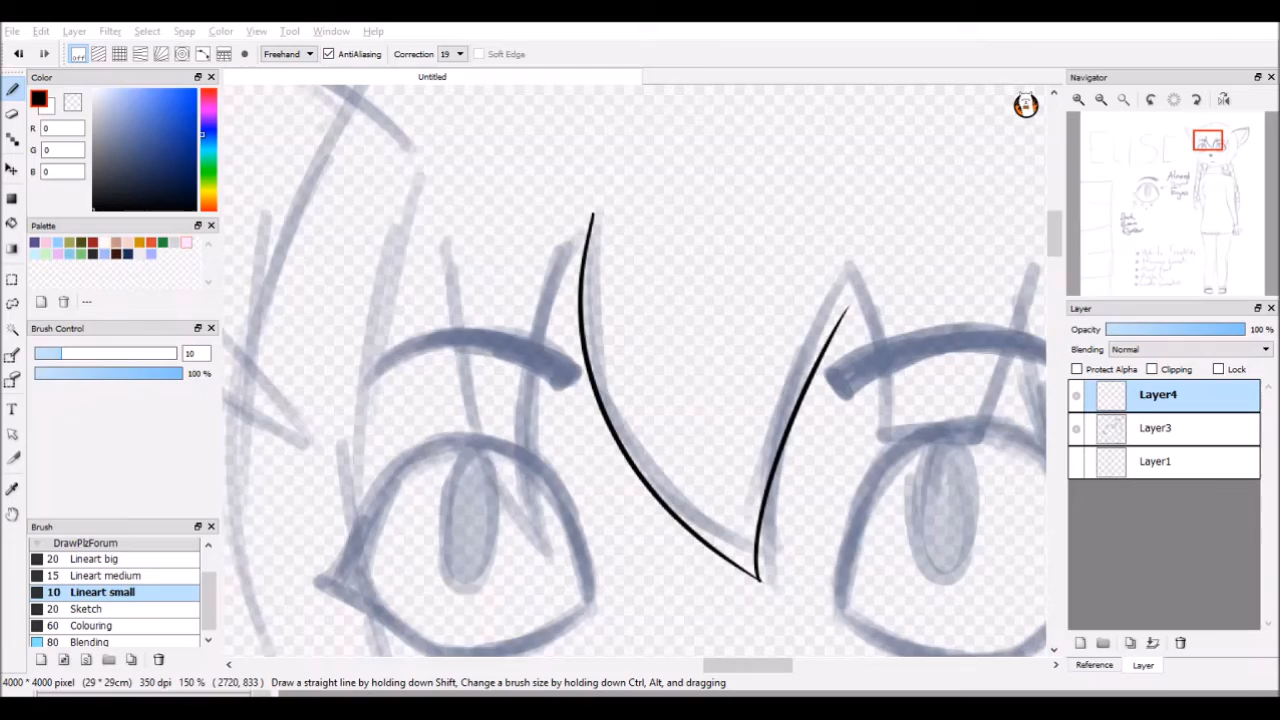 File Edit Layer Filter Select Snap Color View Tool Window Help
off Freehand AntiAliasing Correction 19 Soft Edge
Color
Untitled
Navigator
R 0
G 0
B 0
ELISE
Almond
Palette
Brush Control
10
100 %
Layer
Opacity 100 %
Blending Normal
Protect Alpha Clipping Lock
Layer4
Layer3
Layer1
Brush
DrawPlzForum
20 Lineart big
15 Lineart medium
10 Lineart small
20 Sketch
60 Colouring
80 Blending
Reference Layer
4000 * 4000 pixel (29 * 29cm) 350 dpi 150 % ( 2720, 833 ) Draw a straight line by holding down Shift, Change a brush size by holding down Ctrl, Alt, and dragging